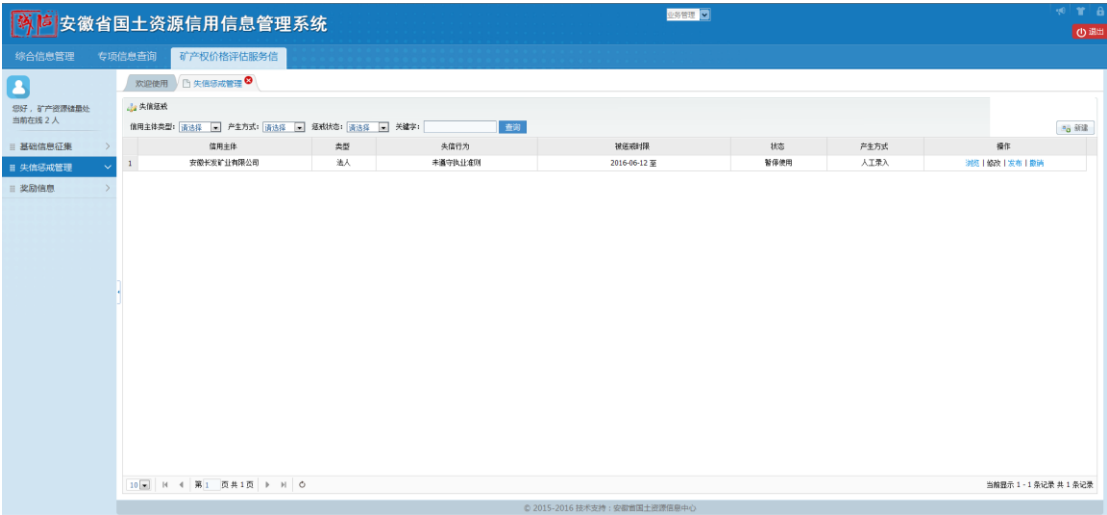 诚信 安徽省国土资源信用信息管理系统
业务管理
退出
综合信息管理 专项信息查询 矿产权价格评估服务信
欢迎使用 失信惩戒管理
您好，矿产资源储量处
当前在线 2 人
失信惩戒
信用主体类型: 请选择 产生方式: 请选择 惩戒状态: 请选择 关键字: 查询
新建
基础信息征集
失信惩戒管理
奖励信息
信用主体 类型 失信行为 被惩戒时限 状态 产生方式 操作
1 安徽长发矿业有限公司 法人 未遵守执业准则 2016-06-12 至 暂停使用 人工录入 浏览 | 修改 | 发布 | 撤销
10 第 1 页 共 1 页
当前显示 1 - 1 条记录 共 1 条记录
© 2015-2016 技术支持：安徽省国土资源信息中心